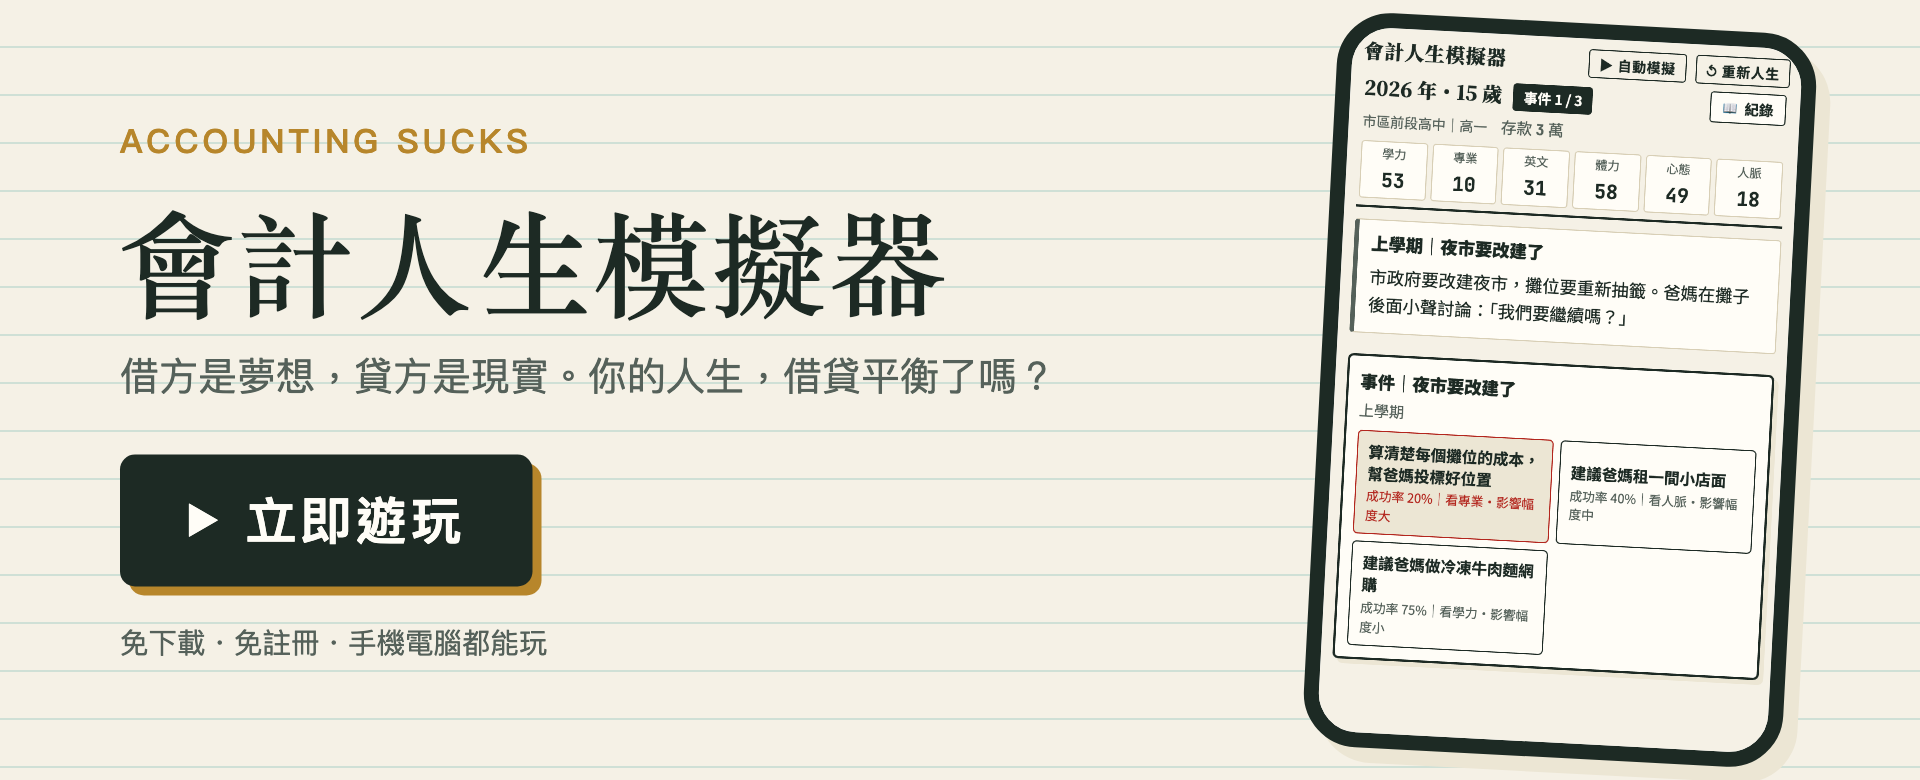 ACCOUNTING SUCKS
會計人生模擬器
借方是夢想，貸方是現實。你的人生，借貸平衡了嗎？
▶ 立即遊玩
免下載・免註冊・手機電腦都能玩
會計人生模擬器
▶ 自動模擬
↺ 重新人生
2026 年・15 歲
事件 1 / 3
📖 紀錄
市區前段高中｜高一 存款 3 萬
學力 專業 英文 體力 心態 人脈
53 10 31 58 49 18
上學期｜夜市要改建了
市政府要改建夜市，攤位要重新抽籤。爸媽在攤子
後面小聲討論：「我們要繼續嗎？」
事件｜夜市要改建了
上學期
算清楚每個攤位的成本，
幫爸媽投標好位置
成功率 20%｜看專業・影響幅
度大
建議爸媽租一間小店面
成功率 40%｜看人脈・影響幅
度中
建議爸媽做冷凍牛肉麵網
購
成功率 75%｜看學力・影響幅
度小